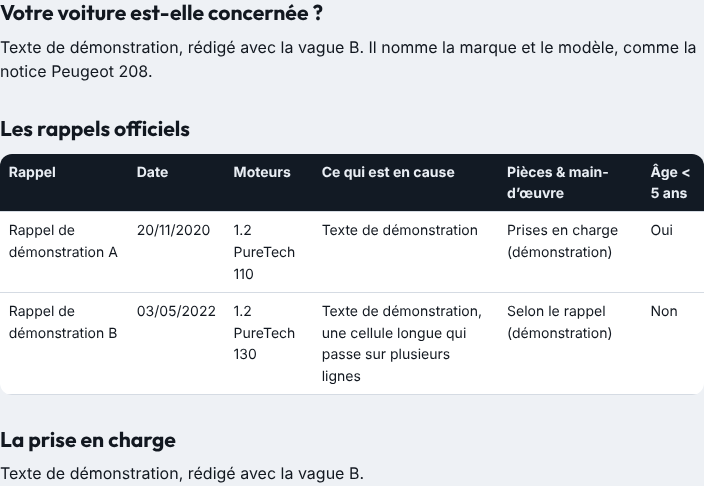 Votre voiture est-elle concernée ?
Texte de démonstration, rédigé avec la vague B. Il nomme la marque et le modèle, comme la
notice Peugeot 208.
Les rappels officiels
Rappel Date Moteurs Ce qui est en cause Pièces & main-d’œuvre Âge < 5 ans
Rappel de démonstration A 20/11/2020 1.2 PureTech 110 Texte de démonstration Prises en charge (démonstration) Oui
Rappel de démonstration B 03/05/2022 1.2 PureTech 130 Texte de démonstration, une cellule longue qui passe sur plusieurs lignes Selon le rappel (démonstration) Non
La prise en charge
Texte de démonstration, rédigé avec la vague B.